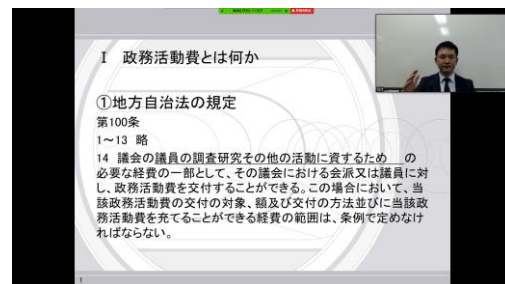 Ⅰ 政務活動費とは何か
①地方自治法の規定
第100条
1～13 略
14 議会の議員の調査研究その他の活動に資するため の
必要な経費の一部として、その議会における会派又は議員に対
し、政務活動費を交付することができる。この場合において、当
該政務活動費の交付の対象、額及び交付の方法並びに当該政
務活動費を充てることができる経費の範囲は、条例で定めなけ
ればならない。
1